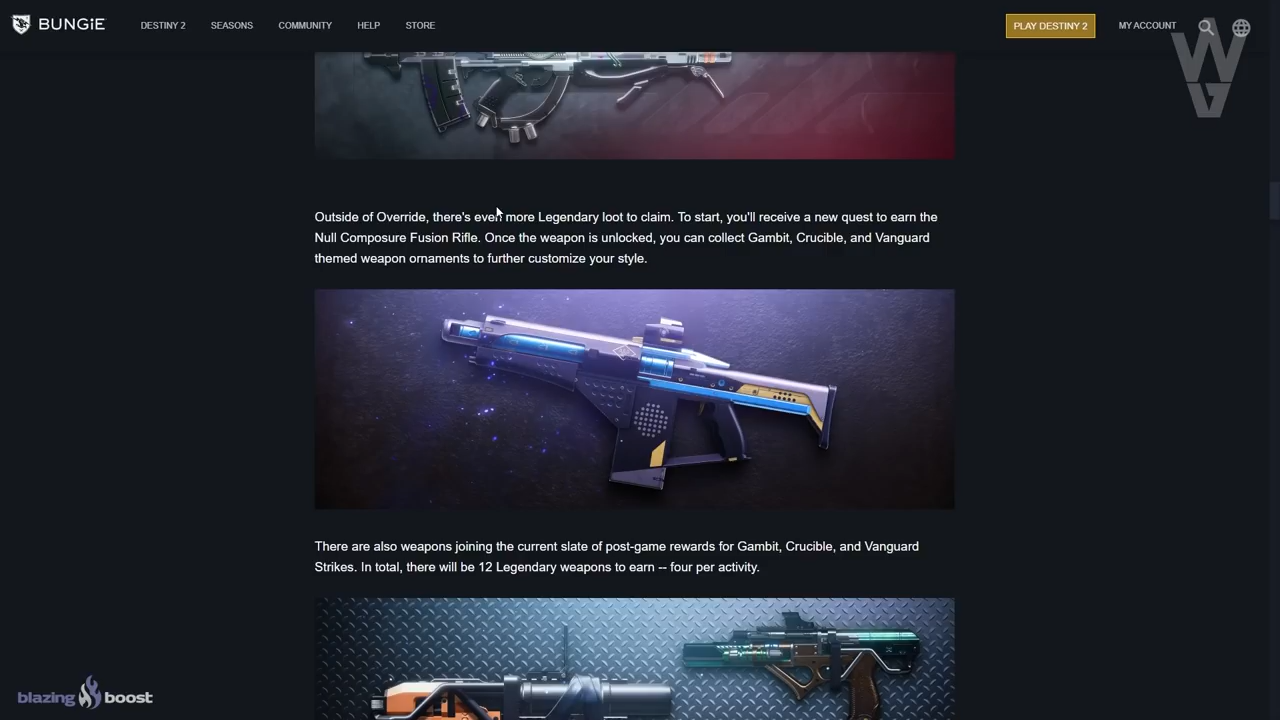 BUNGiE
DESTINY 2 SEASONS COMMUNITY HELP STORE
PLAY DESTINY 2
MY ACCOUNT
WG
Outside of Override, there's even more Legendary loot to claim. To start, you'll receive a new quest to earn the
Null Composure Fusion Rifle. Once the weapon is unlocked, you can collect Gambit, Crucible, and Vanguard
themed weapon ornaments to further customize your style.
There are also weapons joining the current slate of post-game rewards for Gambit, Crucible, and Vanguard
Strikes. In total, there will be 12 Legendary weapons to earn -- four per activity.
blazing boost